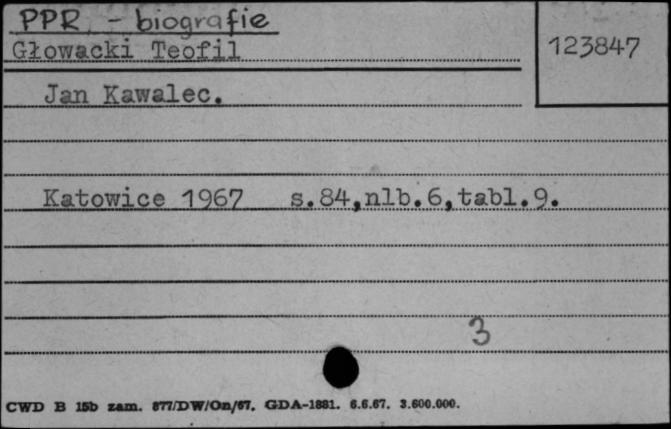 PPR - biografie
Głowacki Teofil
123847
Jan Kawalec.
Katowice 1967 s.84,nlb.6,tabl.9.
3
CWD B 15b zam. 877/DW/On/67. GDA-1881. 6.6.67. 3.600.000.